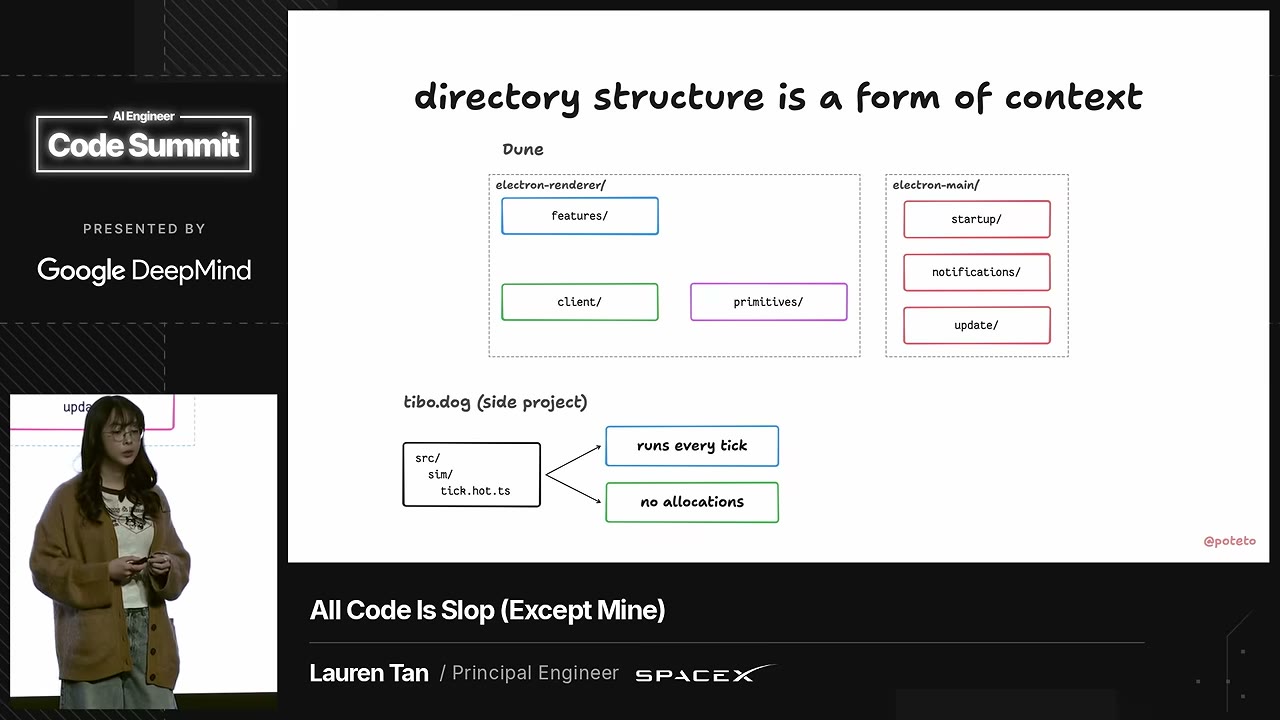 AI Engineer
Code Summit
PRESENTED BY
Google DeepMind
directory structure is a form of context
Dune
electron-renderer/
features/
client/
primitives/
electron-main/
startup/
notifications/
update/
tibo.dog (side project)
src/
sim/
tick.hot.ts
runs every tick
no allocations
@poteto
upda
All Code Is Slop (Except Mine)
Lauren Tan / Principal Engineer SPACEX